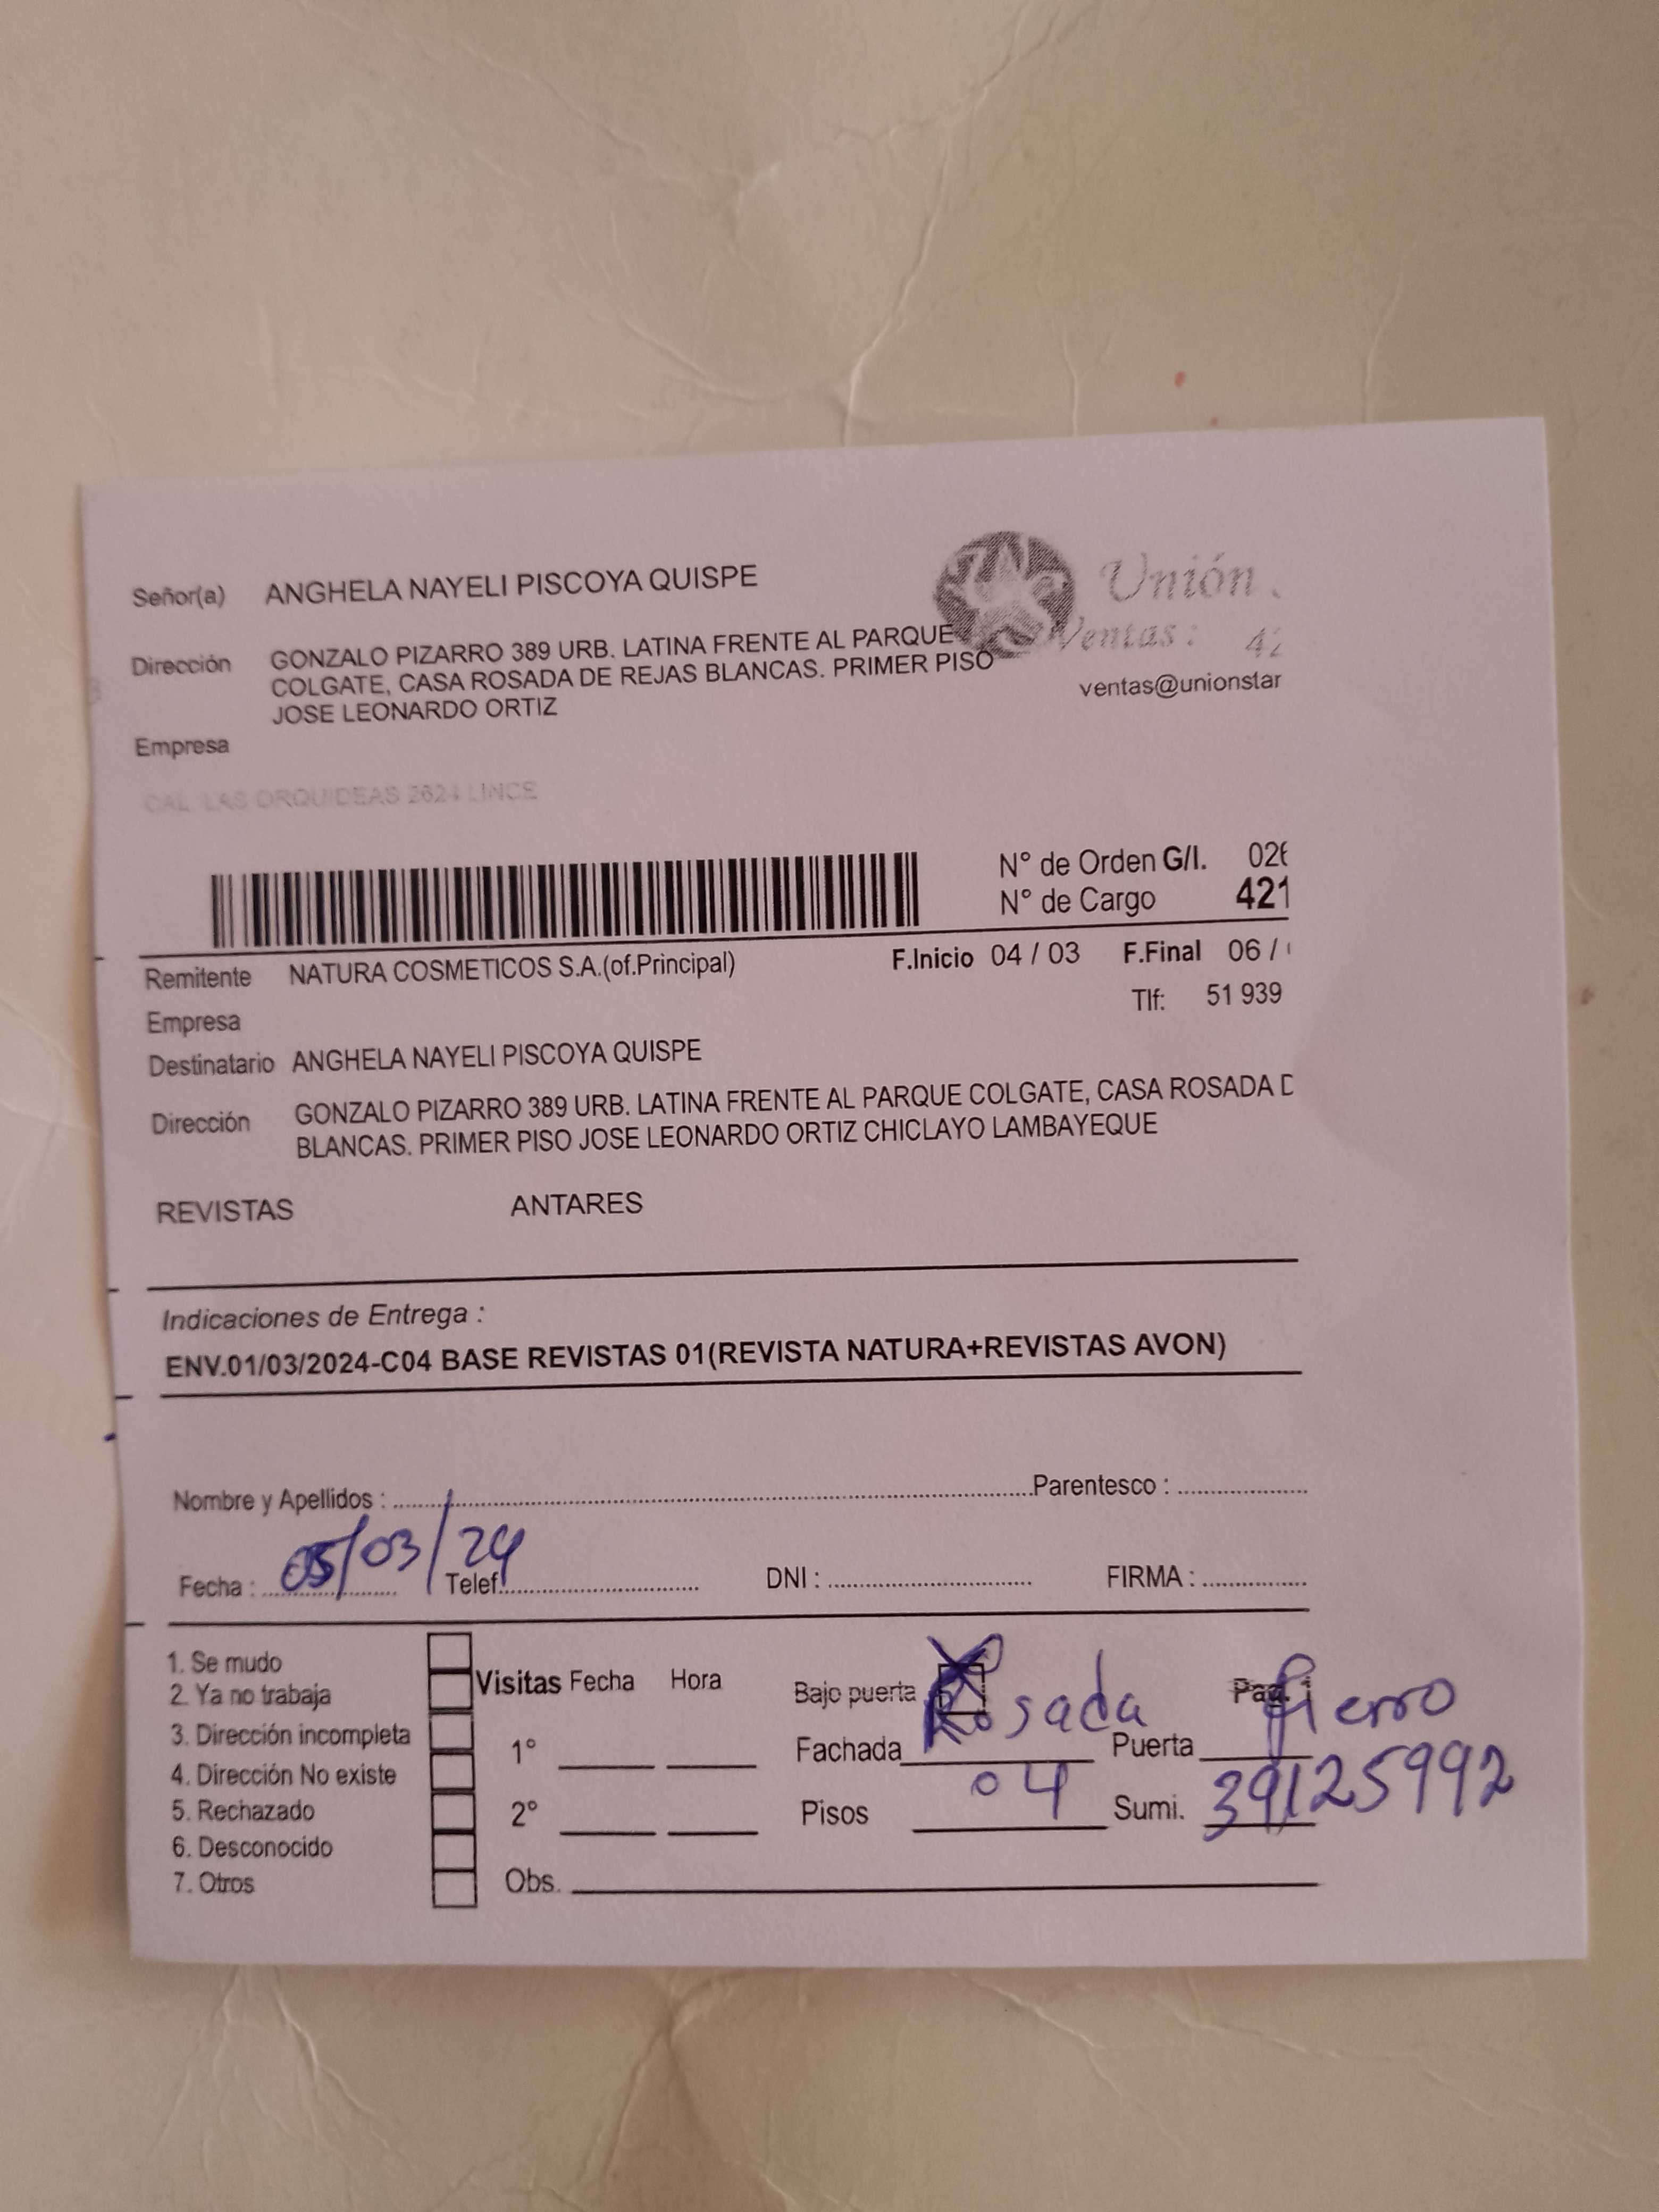 Señor(a) ANGHELA NAYELI PISCOYA QUISPE
Unión
Ventas: 42
ventas@unionstar
Dirección GONZALO PIZARRO 389 URB. LATINA FRENTE AL PARQUE
COLGATE, CASA ROSADA DE REJAS BLANCAS. PRIMER PISO
JOSE LEONARDO ORTIZ
Empresa
CAL. LAS ORQUIDEAS 2624 LINCE
N° de Orden G/I. 026
N° de Cargo 421
Remitente NATURA COSMETICOS S.A.(of.Principal) F.Inicio 04 / 03 F.Final 06 /
Tlf: 51 939
Empresa
Destinatario ANGHELA NAYELI PISCOYA QUISPE
Dirección GONZALO PIZARRO 389 URB. LATINA FRENTE AL PARQUE COLGATE, CASA ROSADA D
BLANCAS. PRIMER PISO JOSE LEONARDO ORTIZ CHICLAYO LAMBAYEQUE
REVISTAS ANTARES
Indicaciones de Entrega :
ENV.01/03/2024-C04 BASE REVISTAS 01(REVISTA NATURA+REVISTAS AVON)
Nombre y Apellidos : Parentesco :
Fecha : 05/03/24 Telef. DNI : FIRMA :
1. Se mudo
2. Ya no trabaja
3. Dirección incompleta
4. Dirección No existe
5. Rechazado
6. Desconocido
7. Otros
Visitas Fecha Hora
1°
2°
Obs.
Bajo puerta X
Fachada Rosada Puerta fierro
Pisos 04 Sumi. 39125992